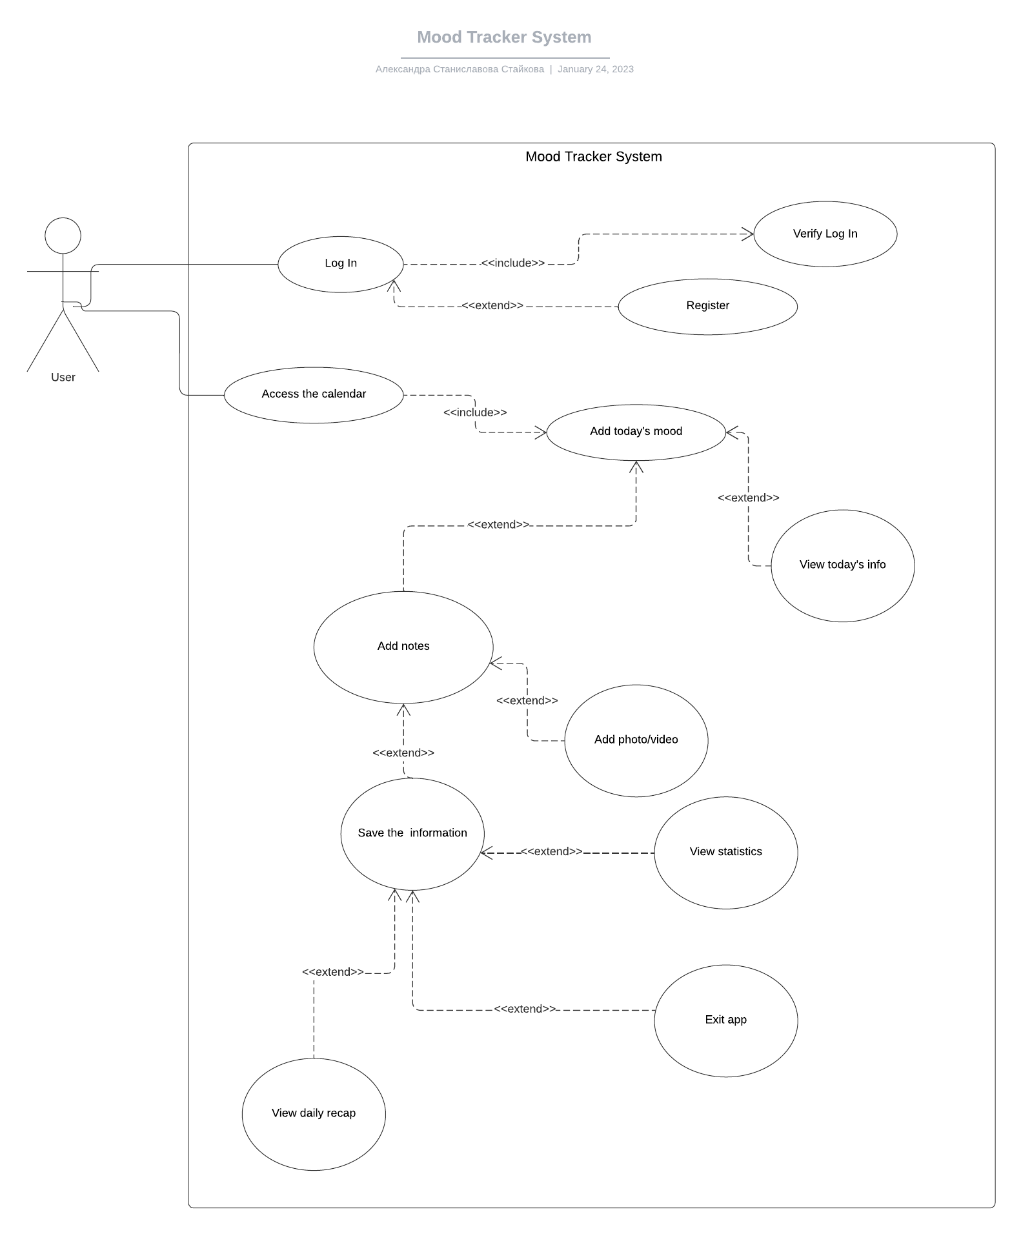 Mood Tracker System
Александра Станиславова Стайкова | January 24, 2023
Mood Tracker System
Verify Log In
Log In
<<include>>
<<extend>>
Register
User
Access the calendar
<<include>>
Add today's mood
<<extend>>
<<extend>>
View today's info
Add notes
<<extend>>
Add photo/video
<<extend>>
Save the  information
<<extend>>
View statistics
<<extend>>
<<extend>>
Exit app
View daily recap